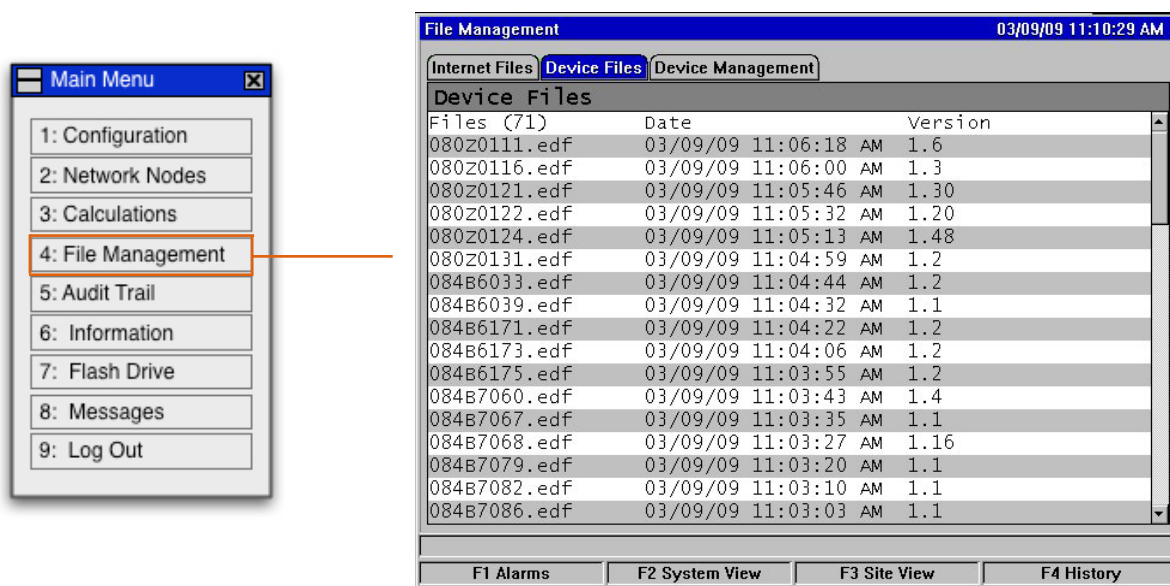 Main Menu
1: Configuration
2: Network Nodes
3: Calculations
4: File Management
5: Audit Trail
6: Information
7: Flash Drive
8: Messages
9: Log Out
File Management 03/09/09 11:10:29 AM
Internet Files Device Files Device Management
Device Files
Files (71) Date Version
080Z0111.edf 03/09/09 11:06:18 AM 1.6
080Z0116.edf 03/09/09 11:06:00 AM 1.3
080Z0121.edf 03/09/09 11:05:46 AM 1.30
080Z0122.edf 03/09/09 11:05:32 AM 1.20
080Z0124.edf 03/09/09 11:05:13 AM 1.48
080Z0131.edf 03/09/09 11:04:59 AM 1.2
084B6033.edf 03/09/09 11:04:44 AM 1.2
084B6039.edf 03/09/09 11:04:32 AM 1.1
084B6171.edf 03/09/09 11:04:22 AM 1.2
084B6173.edf 03/09/09 11:04:06 AM 1.2
084B6175.edf 03/09/09 11:03:55 AM 1.2
084B7060.edf 03/09/09 11:03:43 AM 1.4
084B7067.edf 03/09/09 11:03:35 AM 1.1
084B7068.edf 03/09/09 11:03:27 AM 1.16
084B7079.edf 03/09/09 11:03:20 AM 1.1
084B7082.edf 03/09/09 11:03:10 AM 1.1
084B7086.edf 03/09/09 11:03:03 AM 1.1
F1 Alarms F2 System View F3 Site View F4 History